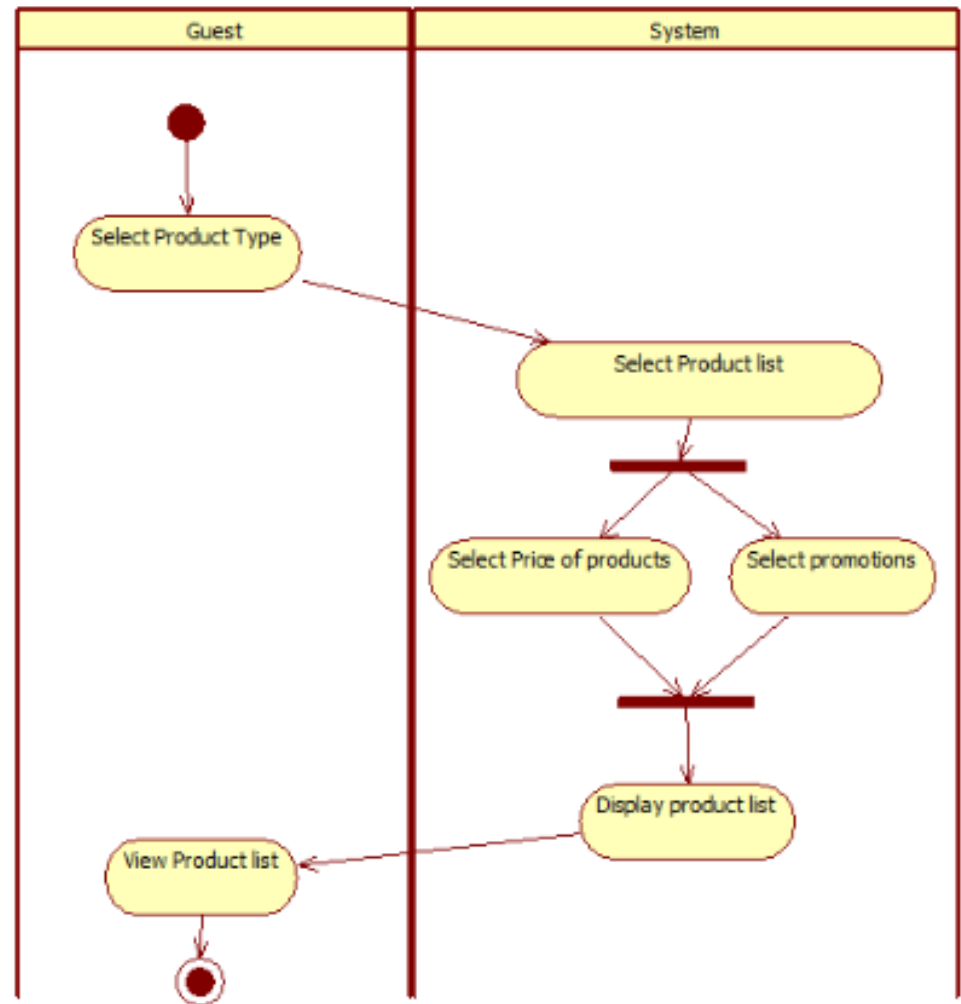 Guest
System
Select Product Type
Select Product list
Select Price of products
Select promotions
Display product list
View Product list